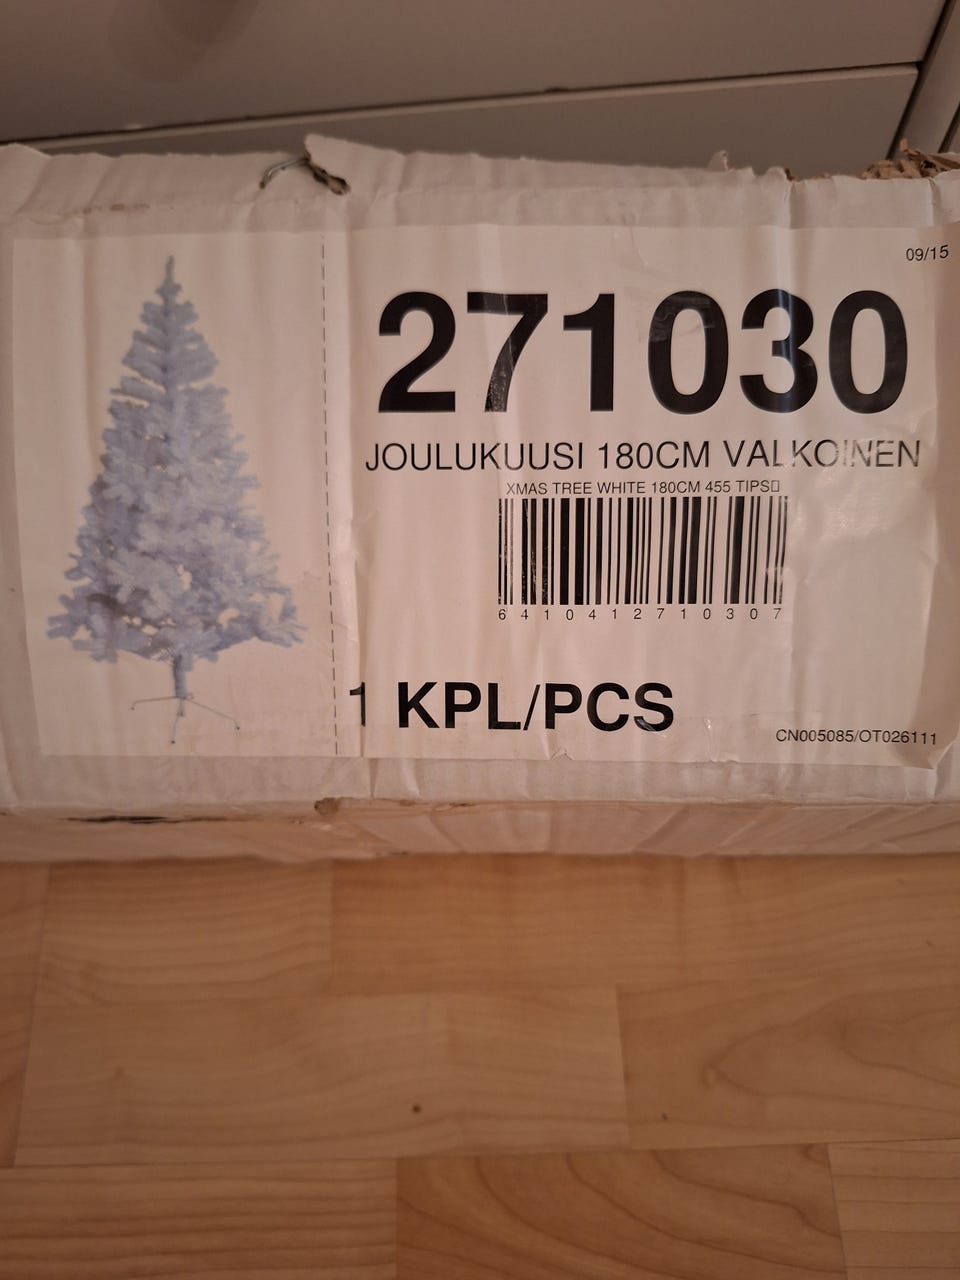 09/15
271030
JOULUKUUSI 180CM VALKOINEN
XMAS TREE WHITE 180CM 455 TIPS▯
6410412710307
1 KPL/PCS
CN005085/OT026111